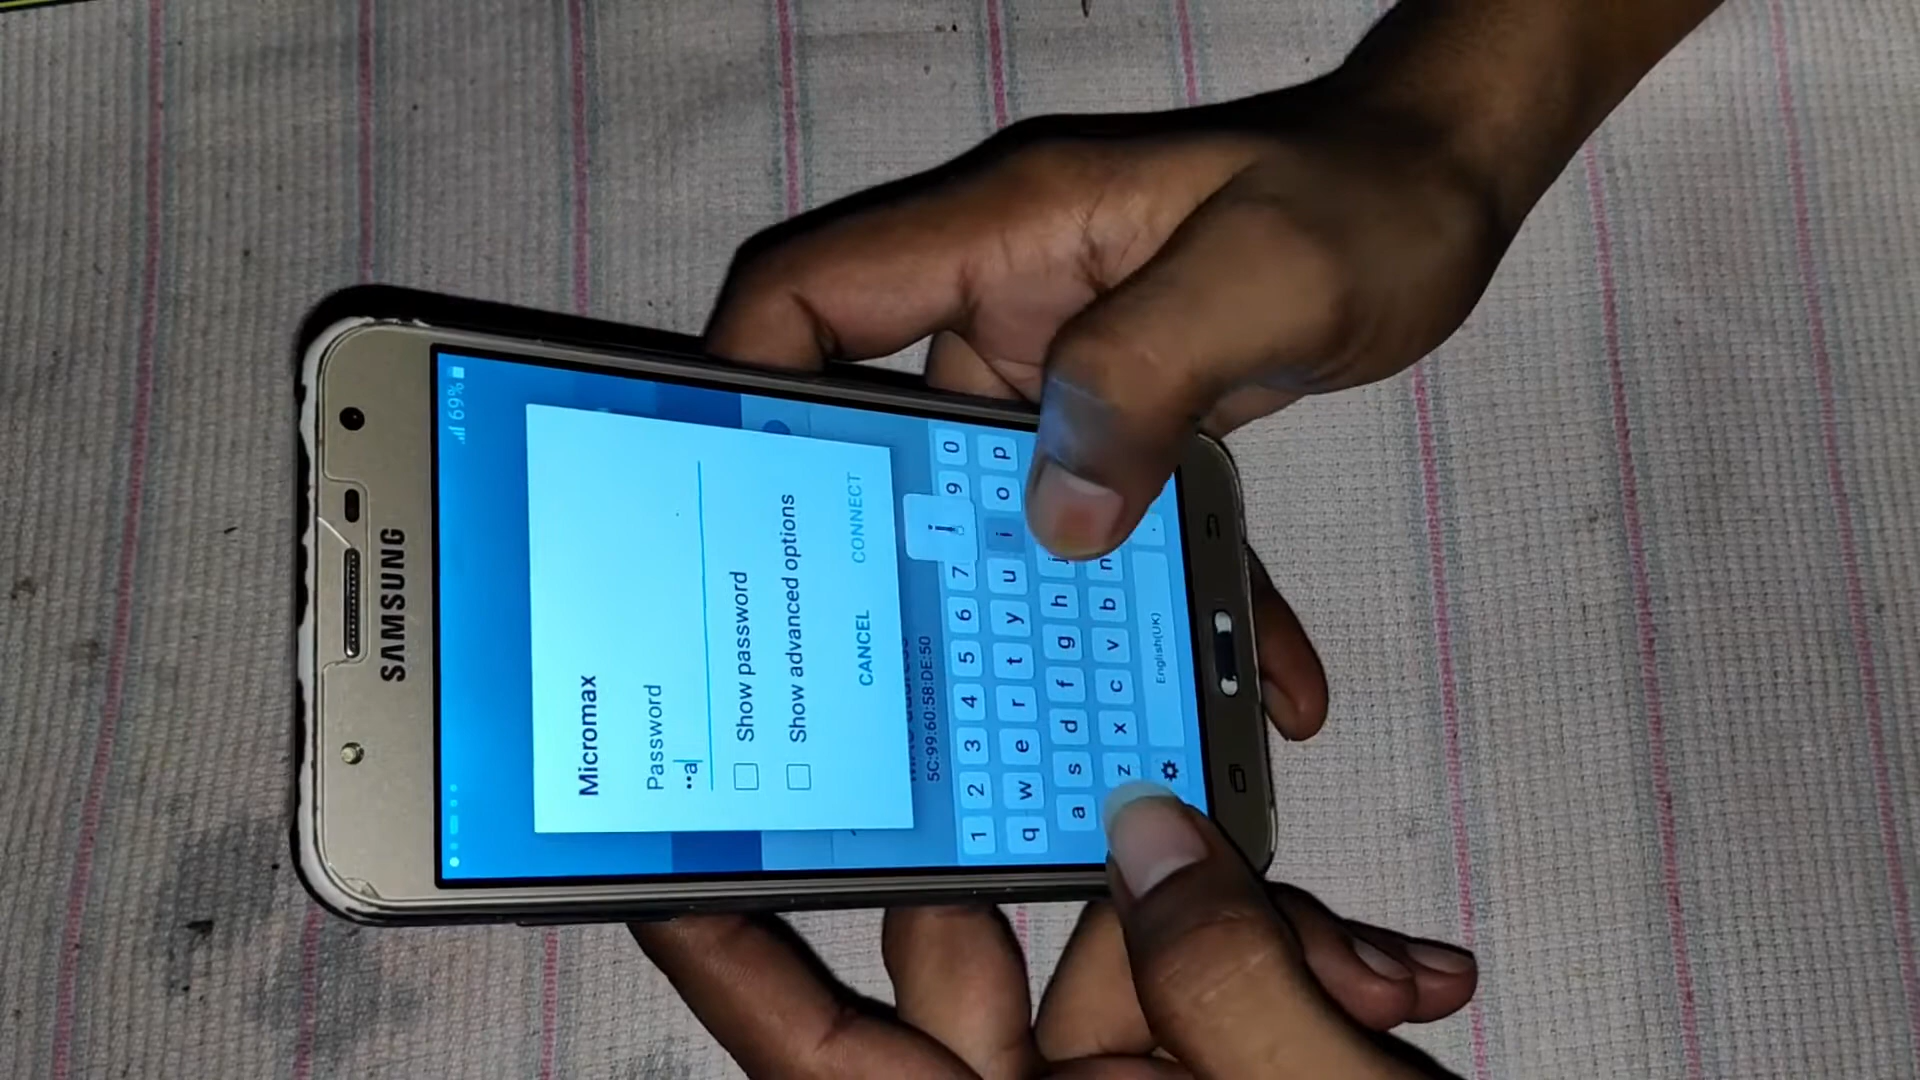 SAMSUNG
69%
Micromax
Password
••a
Show password
Show advanced options
CANCEL CONNECT
5C:99:60:58:DE:50
i
1 2 3 4 5 6 7 9 0
q w e r t y u i o p
a s d f g h j
z x c v b n
English(UK) .